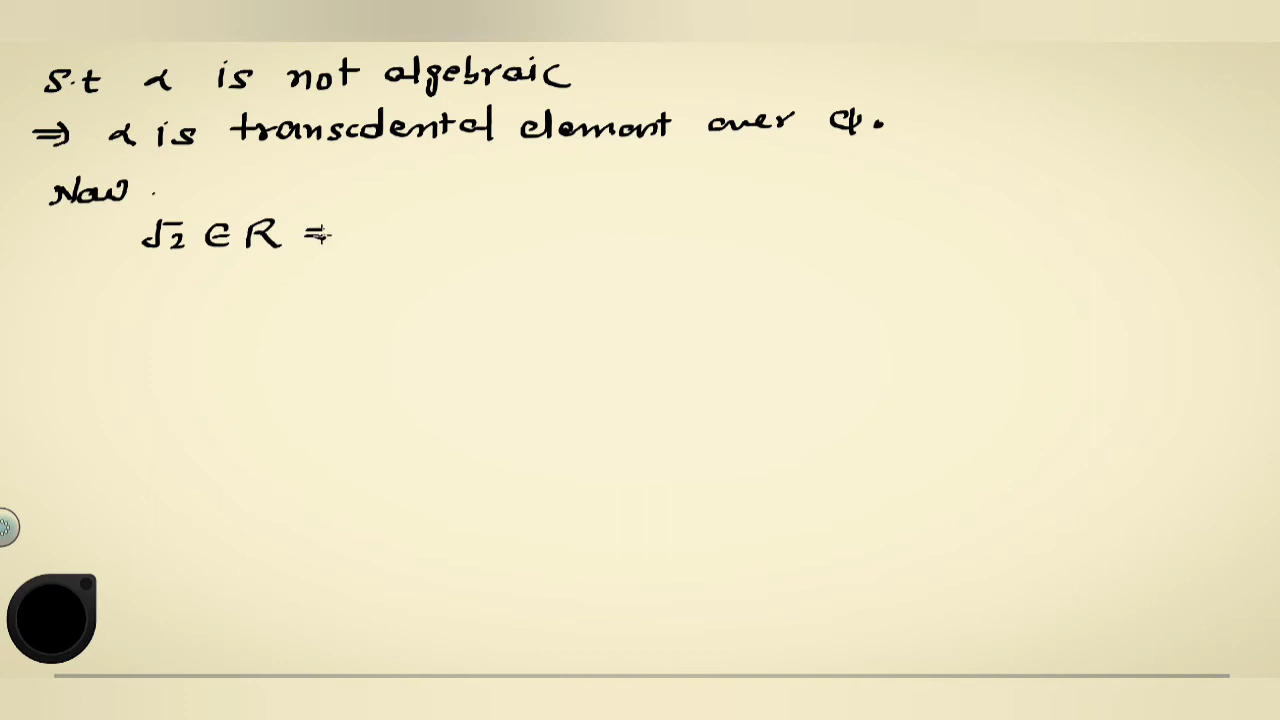 S.t α is not algebraic
⇒ α is transcdental element over ℚ.
Now
√2 ∈ R =